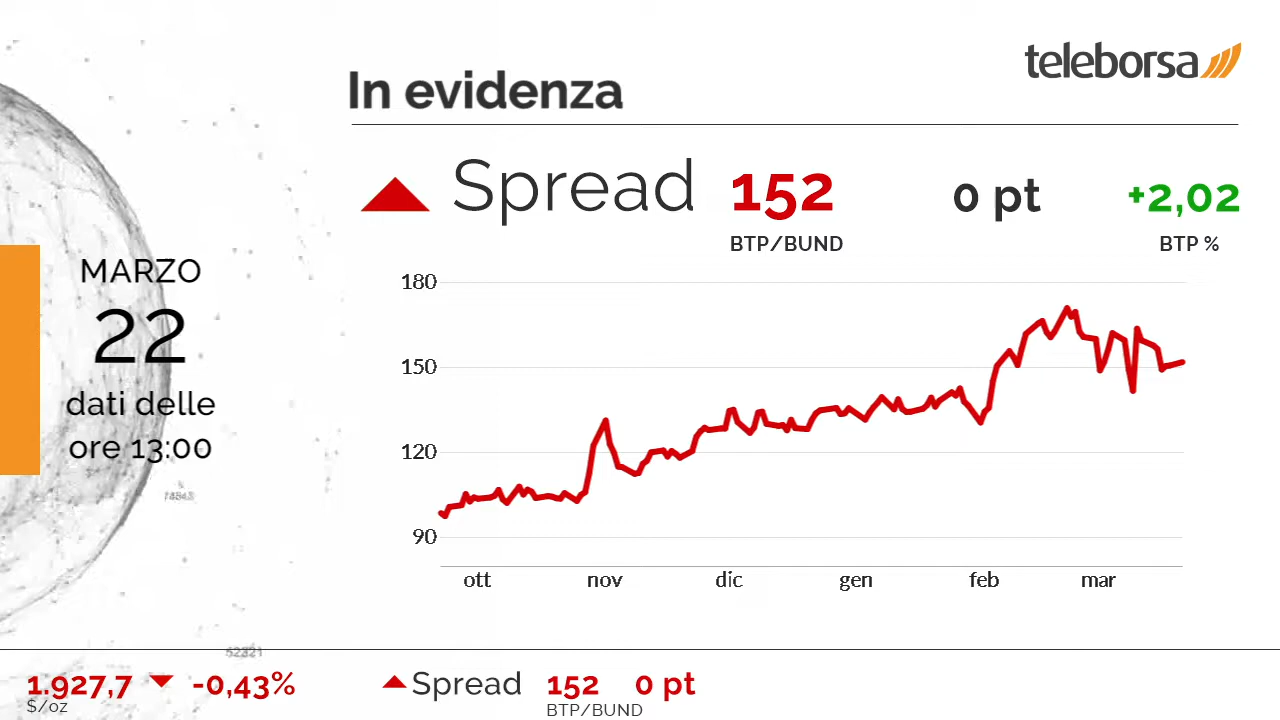 teleborsa
In evidenza
Spread 152 0 pt +2,02
BTP/BUND BTP %
MARZO
22
dati delle
ore 13:00
180
150
120
90
ott nov dic gen feb mar
52321
1.927,7 -0,43% Spread 152 0 pt
$/oz BTP/BUND